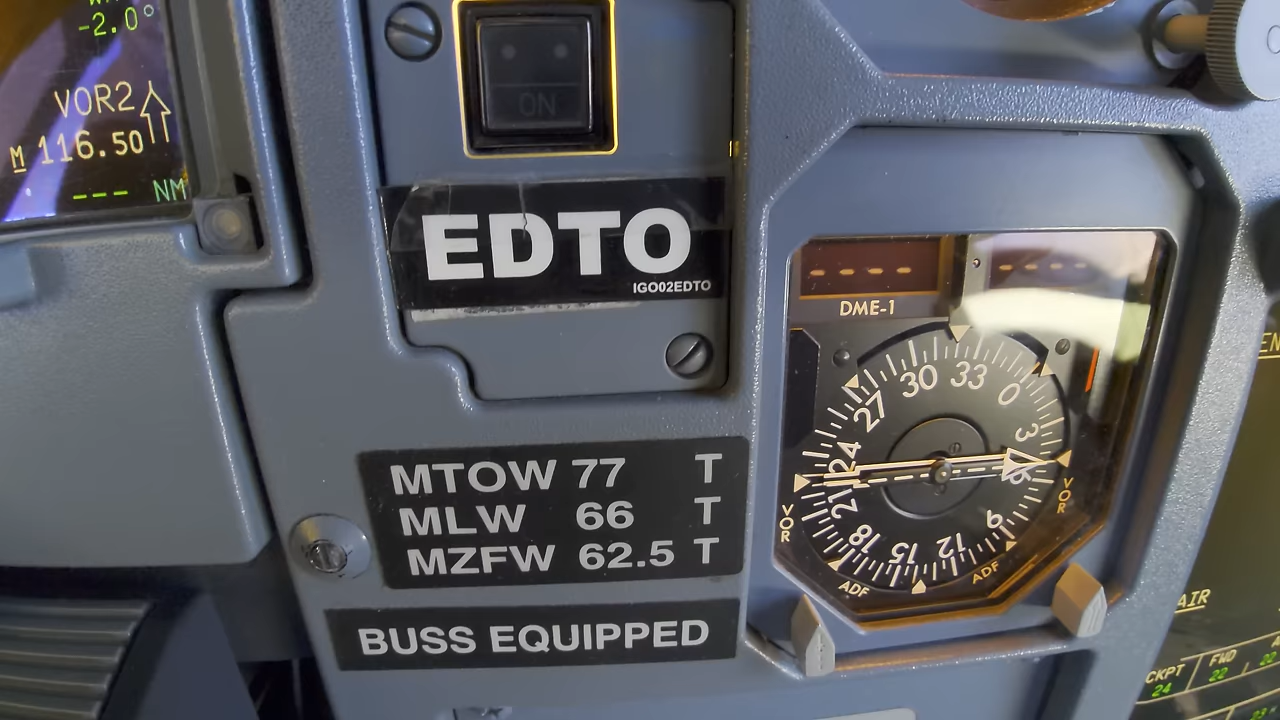 -2.0°
VOR2
M 116.50
--- NM
ON
EDTO
IGO02EDTO
MTOW 77 T
MLW 66 T
MZFW 62.5 T
BUSS EQUIPPED
----
----
DME-1
30
33
0
3
6
9
12
15
18
21
24
27
VOR
VOR
ADF
ADF
AIR
CKPT
24
FWD
22
22